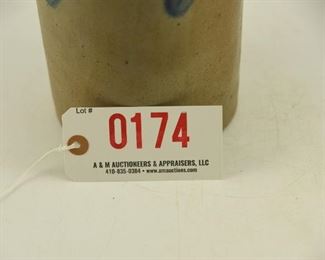 Lot #
0174
A & M AUCTIONEERS & APPRAISERS, LLC
410-835-0384 • www.amauctions.com